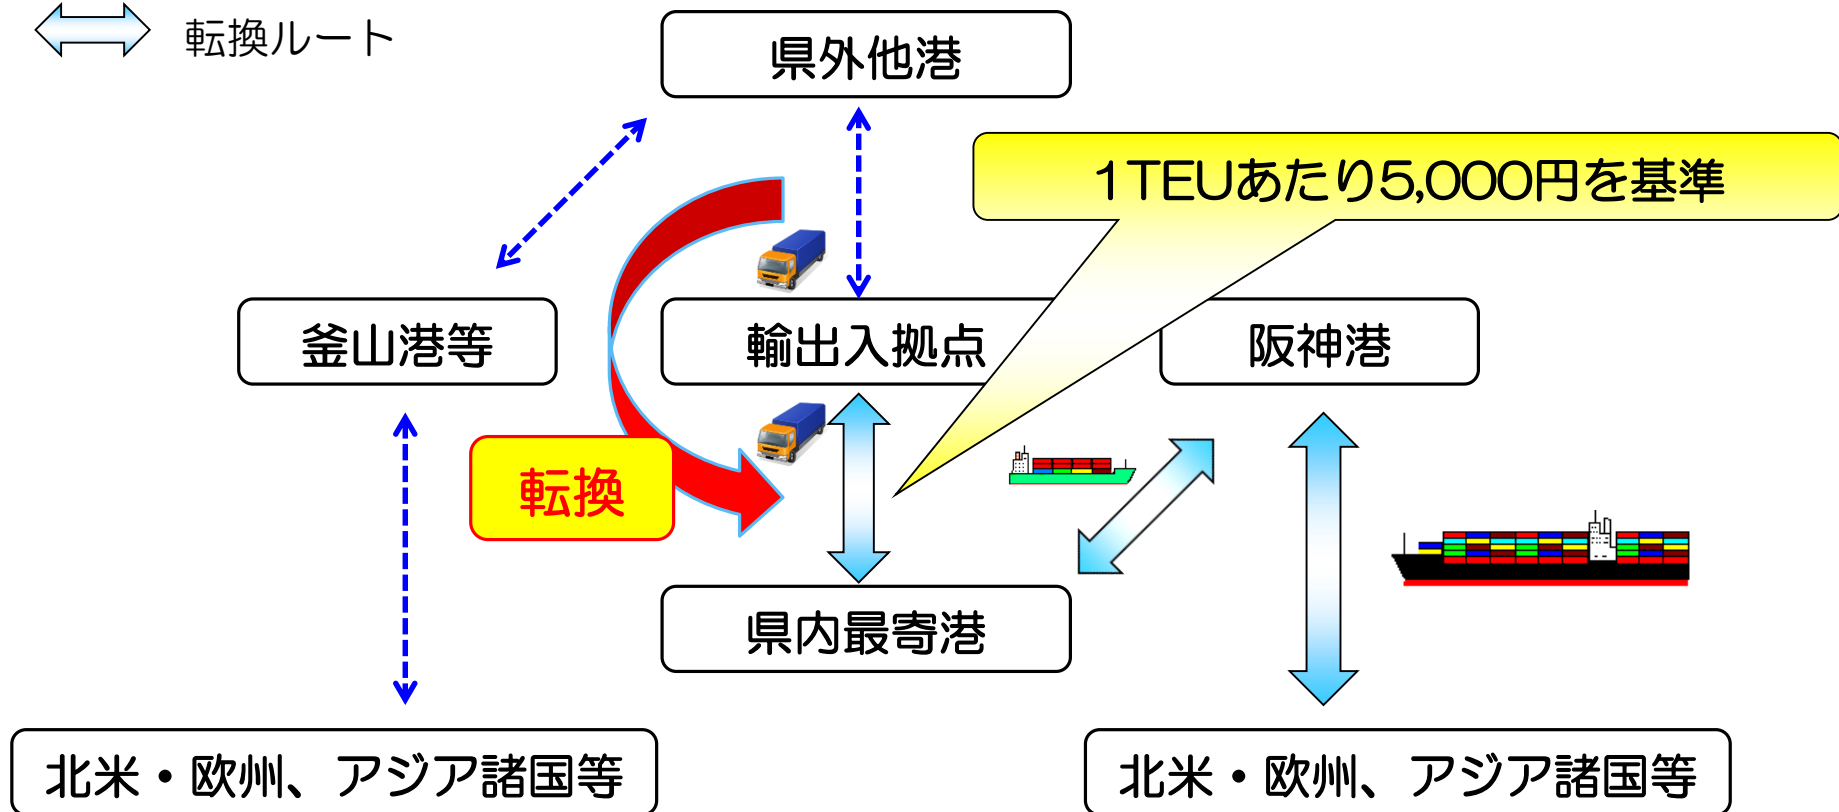 転換ルート
県外他港
1TEUあたり5,000円を基準
釜山港等
輸出入拠点
阪神港
転換
県内最寄港
北米・欧州、アジア諸国等
北米・欧州、アジア諸国等